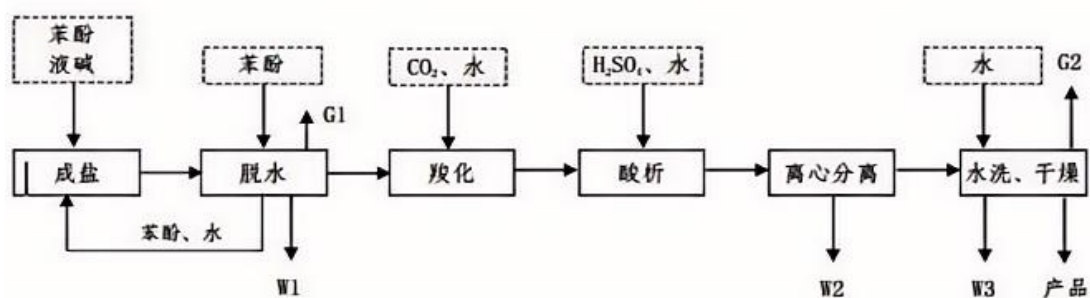 苯酚
液碱
苯酚
CO₂、水
H₂SO₄、水
水
G2
G1
成盐
脱水
羧化
酸析
离心分离
水洗、干燥
苯酚、水
W1
W2
W3
产品